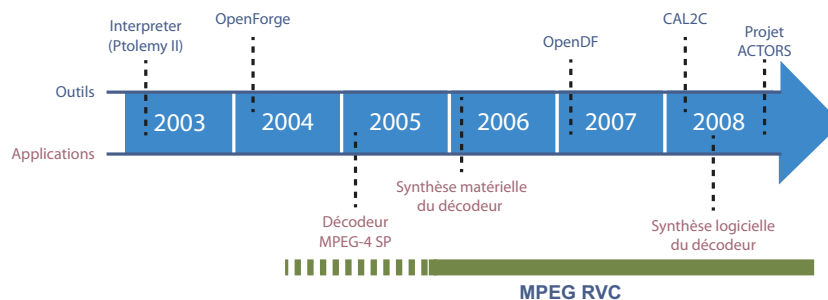 Interpreter
(Ptolemy II)
OpenForge
OpenDF
CAL2C
Projet
ACTORS
Outils
2003
2004
2005
2006
2007
2008
Applications
Décodeur
MPEG-4 SP
Synthèse matérielle
du décodeur
Synthèse logicielle
du décodeur
MPEG RVC